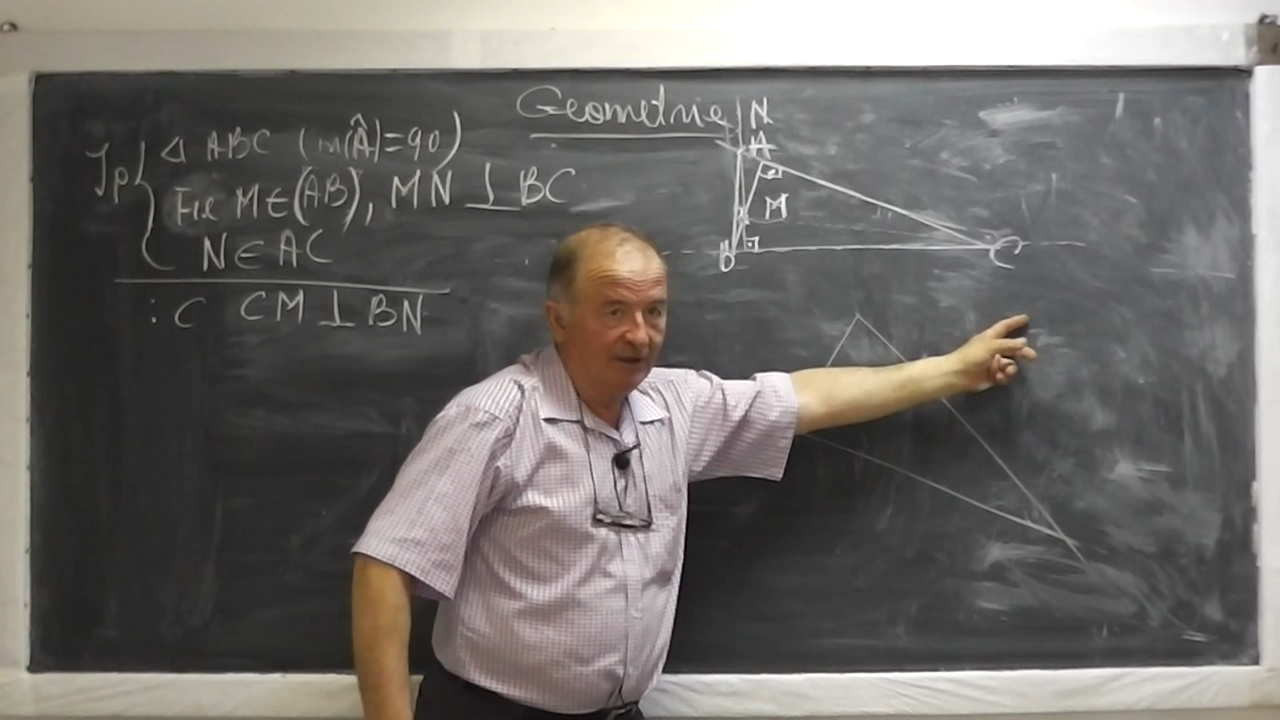 Geometrie
Ip { △ ABC (m(Â)=90)
Fie M∈(AB), MN ⊥ BC
N∈AC
:C CM ⊥ BN
N
A
M
B
C